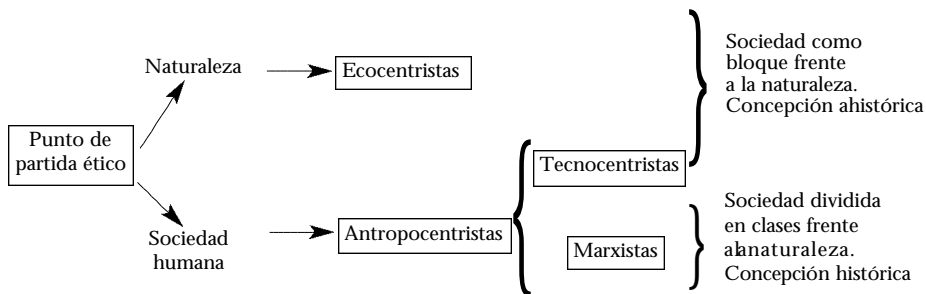 Naturaleza
Ecocentristas
Sociedad como
bloque frente
a la naturaleza.
Concepción ahistórica
Punto de
partida ético
Tecnocentristas
Sociedad
humana
Antropocentristas
Marxistas
Sociedad dividida
en clases frente
alanaturaleza.
Concepción histórica